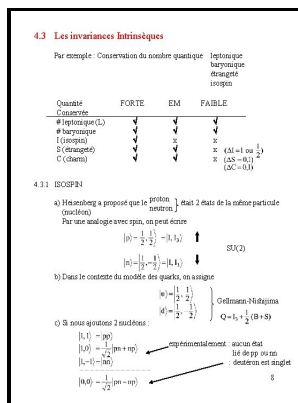 4.3 Les invariances Intrinsèques
Par exemple : Conservation du nombre quantique leptonique
baryonique
étrangeté
isospin
Quantité Conservée FORTE EM FAIBLE
# leptonique (L) √ √ √
# baryonique √ √ √
I (isospin) √ x x (ΔI=1 ou 1/2)
S (étrangeté) √ √ x (ΔS=0,1)
C (charm) √ √ x (ΔC=0,1)
4.3.1 ISOSPIN
a) Heisenberg a proposé que le proton neutron } était 2 états de la même particule
(nucléon)
Par une analogie avec spin, on peut écrire
|p⟩ = |1/2, 1/2⟩ = |I, I₃⟩
SU(2)
|n⟩ = |1/2, -1/2⟩ = |I, I₃⟩
b) Dans le contexte du modèle des quarks, on assigne
|u⟩ = |1/2, 1/2⟩
|d⟩ = |1/2, -1/2⟩
Gellmann-Nishijima
Q = I₃ + 1/2 (B+S)
c) Si nous ajoutons 2 nucléons :
|1,1⟩ = |pp⟩
|1,0⟩ = 1/√2 |pn + np⟩
|1,-1⟩ = |nn⟩
|0,0⟩ = 1/√2 |pn − np⟩
expérimentalement : aucun état
lié de pp ou nn
: deutéron est singlet
8